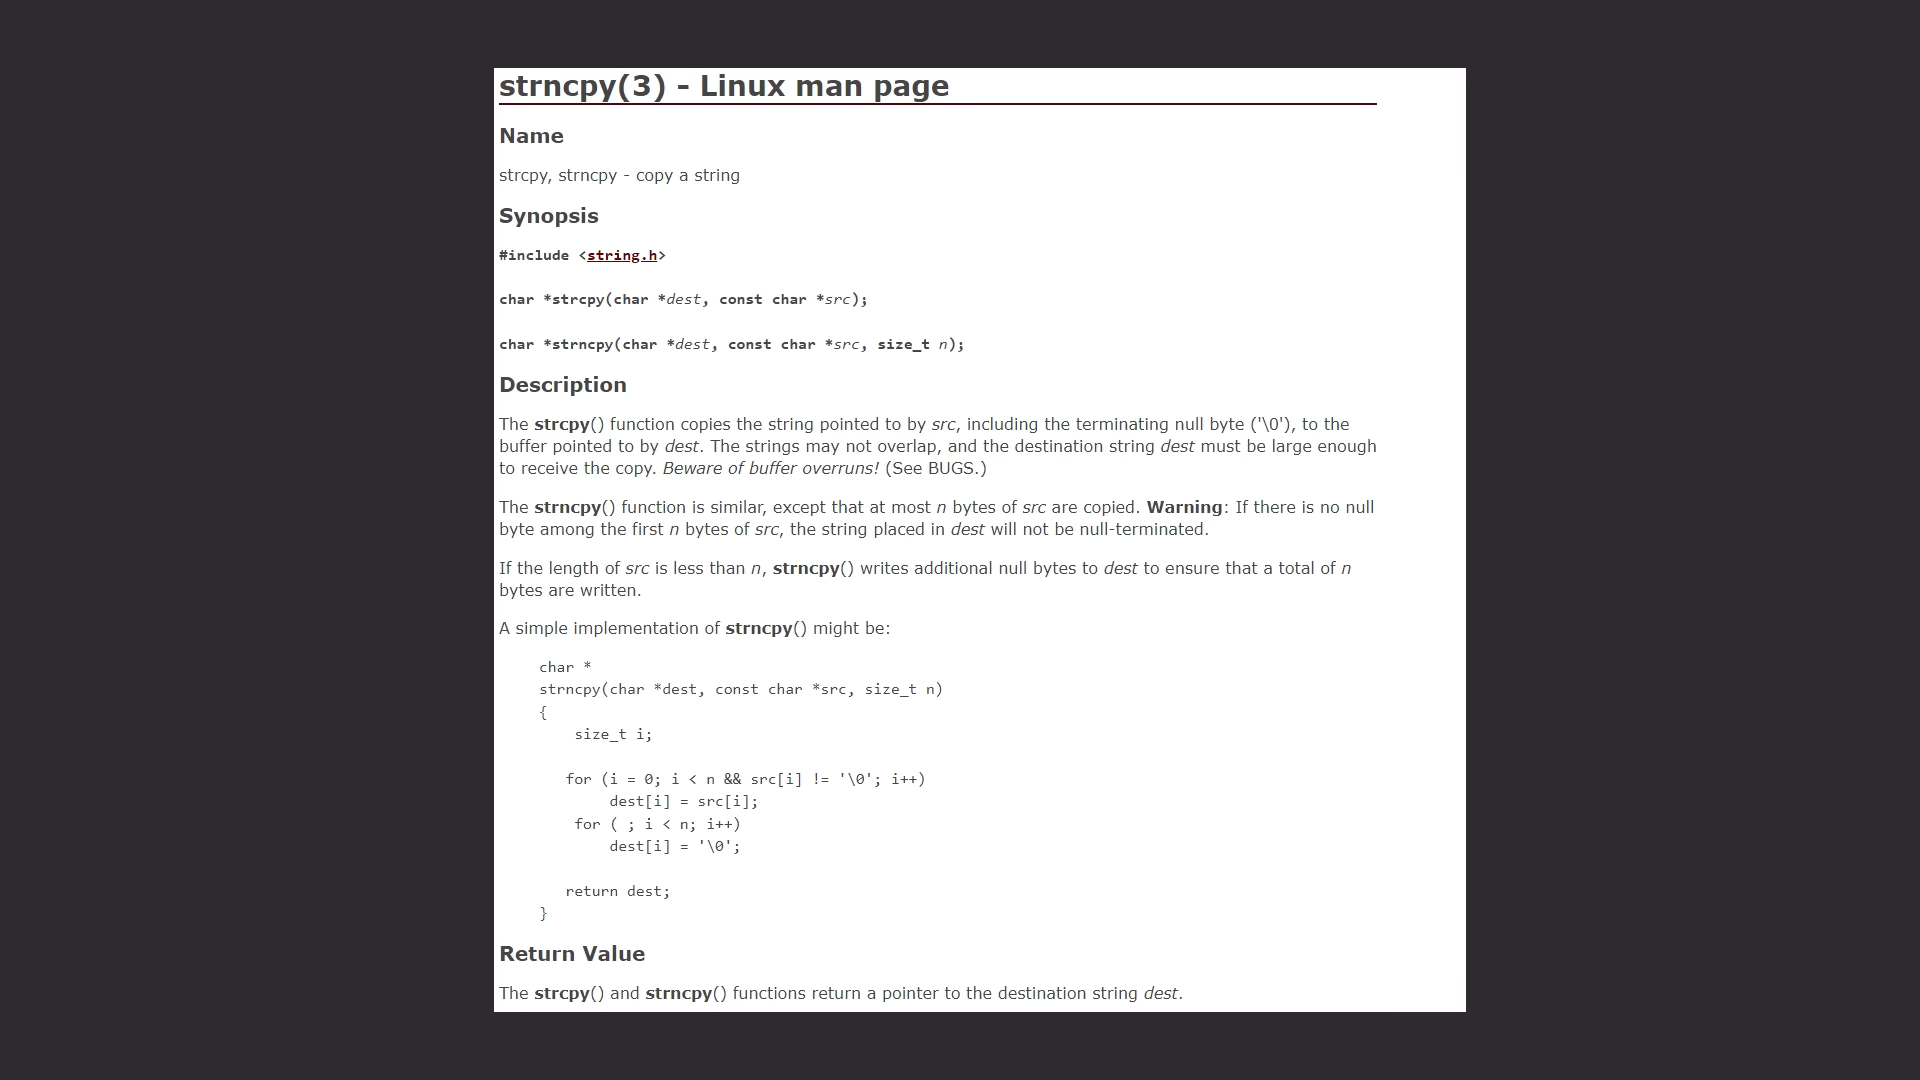 strncpy(3) - Linux man page
Name
strcpy, strncpy - copy a string
Synopsis
#include <string.h>
char *strcpy(char *dest, const char *src);
char *strncpy(char *dest, const char *src, size_t n);
Description
The strcpy() function copies the string pointed to by src, including the terminating null byte ('\0'), to the
buffer pointed to by dest. The strings may not overlap, and the destination string dest must be large enough
to receive the copy. Beware of buffer overruns! (See BUGS.)
The strncpy() function is similar, except that at most n bytes of src are copied. Warning: If there is no null
byte among the first n bytes of src, the string placed in dest will not be null-terminated.
If the length of src is less than n, strncpy() writes additional null bytes to dest to ensure that a total of n
bytes are written.
A simple implementation of strncpy() might be:
char *
strncpy(char *dest, const char *src, size_t n)
{
    size_t i;
   for (i = 0; i < n && src[i] != '\0'; i++)
        dest[i] = src[i];
    for ( ; i < n; i++)
        dest[i] = '\0';
   return dest;
}
Return Value
The strcpy() and strncpy() functions return a pointer to the destination string dest.